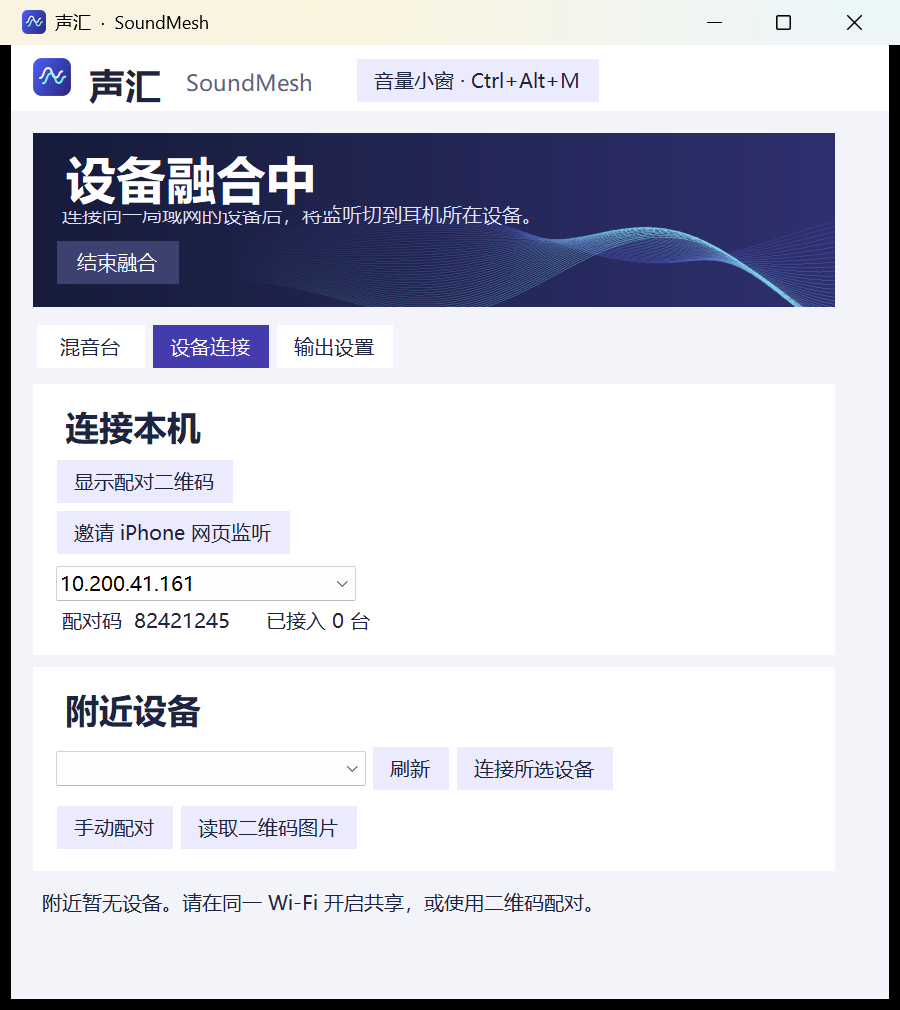 声汇 · SoundMesh
声汇 SoundMesh 音量小窗 · Ctrl+Alt+M
设备融合中
连接同一局域网的设备后，将监听切到耳机所在设备。
结束融合
混音台 设备连接 输出设置
连接本机
显示配对二维码
邀请 iPhone 网页监听
10.200.41.161
配对码 82421245 已接入 0 台
附近设备
刷新 连接所选设备
手动配对 读取二维码图片
附近暂无设备。请在同一 Wi-Fi 开启共享，或使用二维码配对。